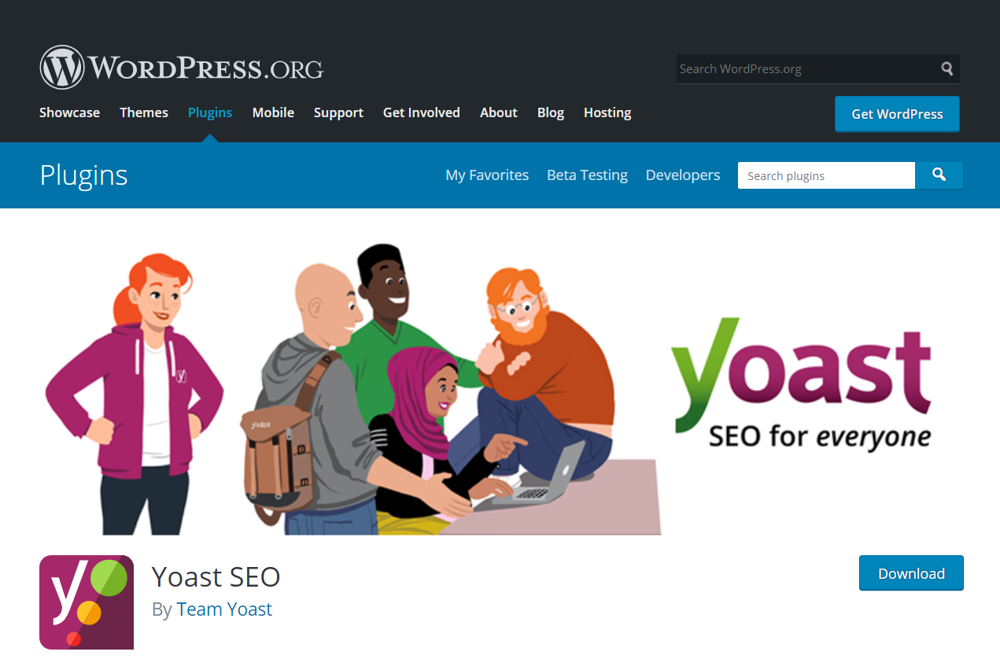 WORDPRESS.ORG
Search WordPress.org
Showcase Themes Plugins Mobile Support Get Involved About Blog Hosting
Get WordPress
Plugins
My Favorites Beta Testing Developers
Search plugins
yoast
yoast
SEO for everyone
Yoast SEO
By Team Yoast
Download